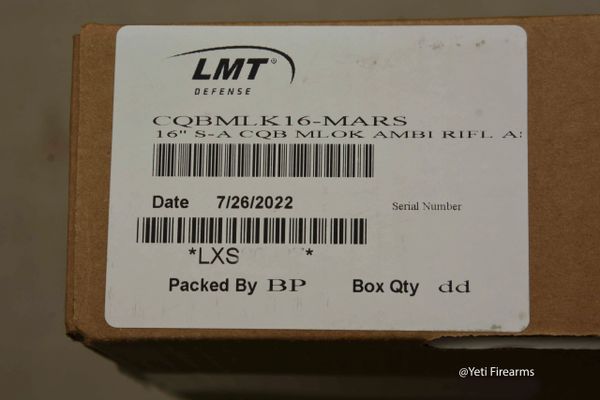 LMT®
DEFENSE
CQBMLK16-MARS
16" S-A CQB MLOK AMBI RIFL
Date 7/26/2022
Serial Number
*LXS *
Packed By BP Box Qty dd
@Yeti Firearms